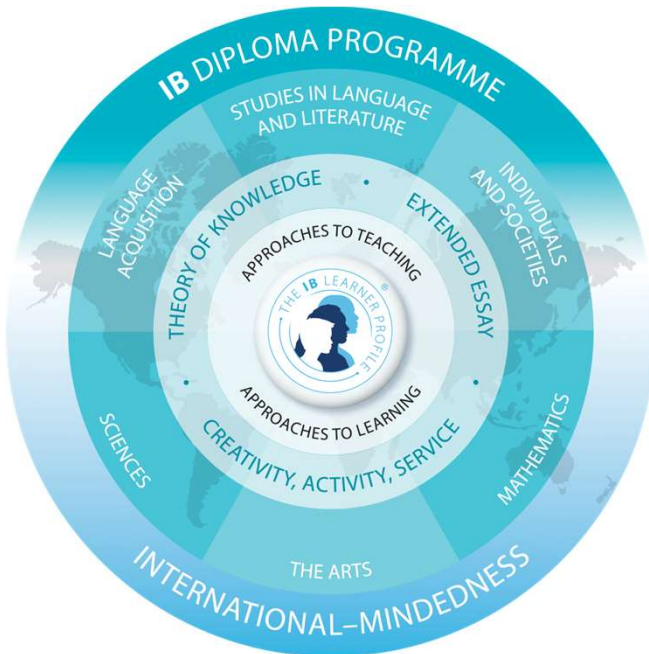 IB DIPLOMA PROGRAMME
STUDIES IN LANGUAGE
AND LITERATURE
LANGUAGE
ACQUISITION
INDIVIDUALS
AND SOCIETIES
THEORY OF KNOWLEDGE
·
EXTENDED ESSAY
APPROACHES TO TEACHING
THE IB LEARNER PROFILE
®
APPROACHES TO LEARNING
·
CREATIVITY, ACTIVITY, SERVICE
·
SCIENCES
MATHEMATICS
THE ARTS
INTERNATIONAL–MINDEDNESS